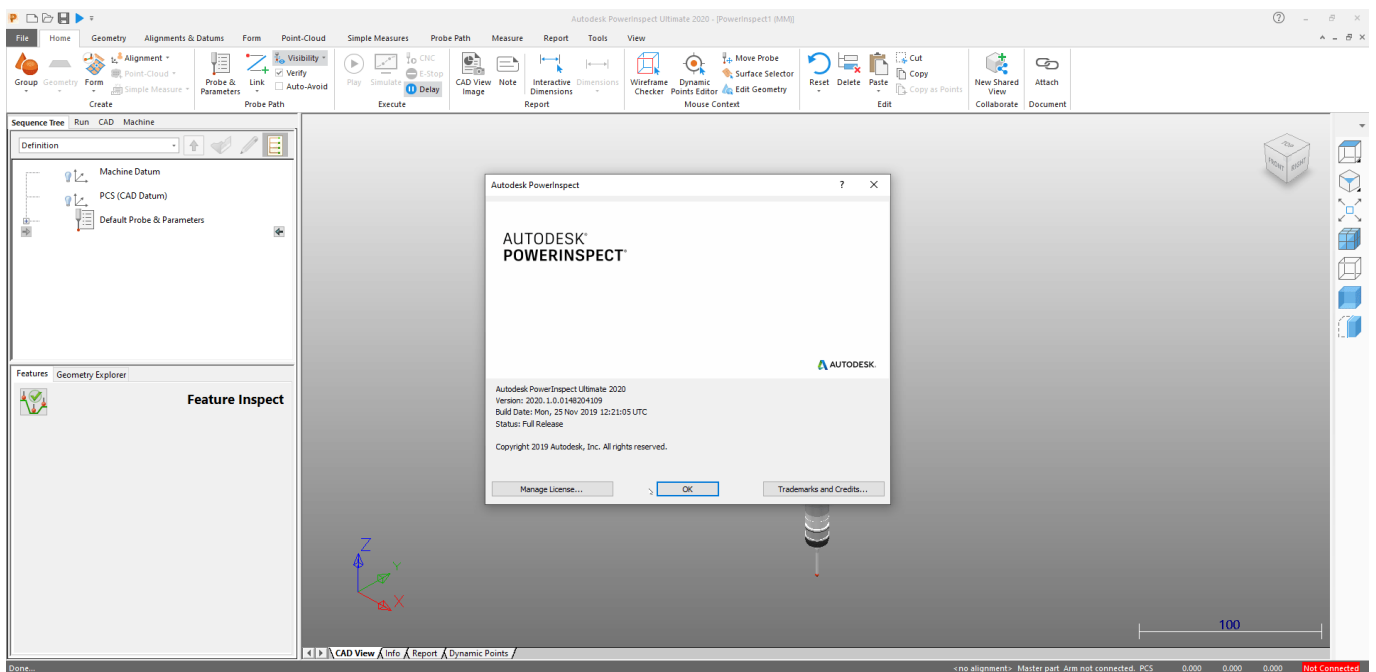 Autodesk PowerInspect Ultimate 2020 - [PowerInspect1 (MM)]
File Home Geometry Alignments & Datums Form Point-Cloud Simple Measures Probe Path Measure Report Tools View
Group Geometry Form
Alignment
Point-Cloud
Simple Measure
Create
Probe & Parameters
Link
Visibility
Verify
Auto-Avoid
Probe Path
Play Simulate
CNC
E-Stop
Delay
Execute
CAD View Image
Note
Interactive Dimensions
Dimensions
Report
Wireframe Checker
Dynamic Points Editor
Move Probe
Surface Selector
Edit Geometry
Mouse Context
Reset Delete Paste
Cut
Copy
Copy as Points
Edit
New Shared View
Collaborate
Attach
Document
Sequence Tree Run CAD Machine
Definition
Machine Datum
PCS (CAD Datum)
Default Probe & Parameters
TOP
FRONT RIGHT
Autodesk PowerInspect
AUTODESK®
POWERINSPECT®
AUTODESK.
Autodesk PowerInspect Ultimate 2020
Version: 2020.1.0.0148204109
Build Date: Mon, 25 Nov 2019 12:21:05 UTC
Status: Full Release
Copyright 2019 Autodesk, Inc. All rights reserved.
Manage License... OK Trademarks and Credits...
Features Geometry Explorer
Feature Inspect
Z
Y
X
100
CAD View Info Report Dynamic Points
Done... <no alignment> Master part Arm not connected. PCS 0.000 0.000 0.000 Not Connected